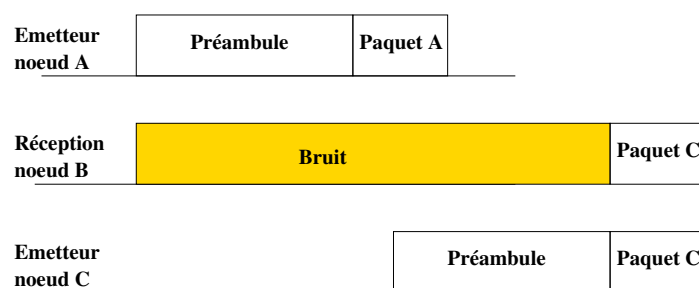 Emetteur
noeud A
Préambule
Paquet A
Réception
noeud B
Bruit
Paquet C
Emetteur
noeud C
Préambule
Paquet C